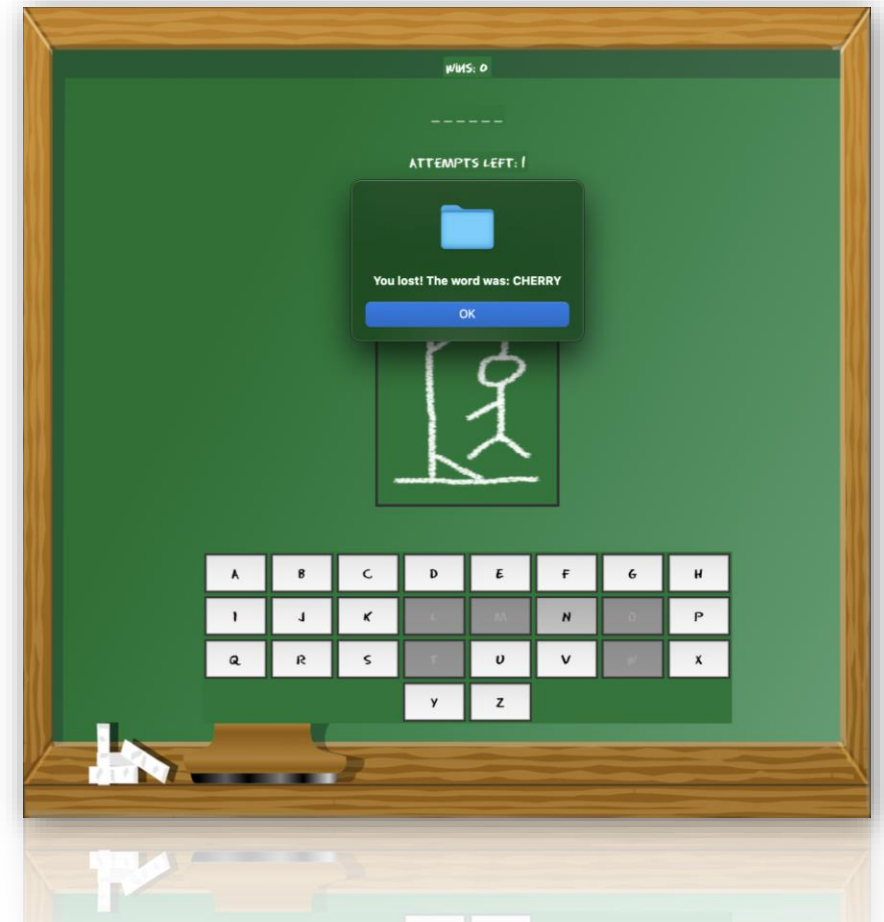 WINS: 0
_ _ _ _ _ _
ATTEMPTS LEFT: 1
You lost! The word was: CHERRY
OK
A B C D E F G H
I J K L M N O P
Q R S T U V W X
Y Z